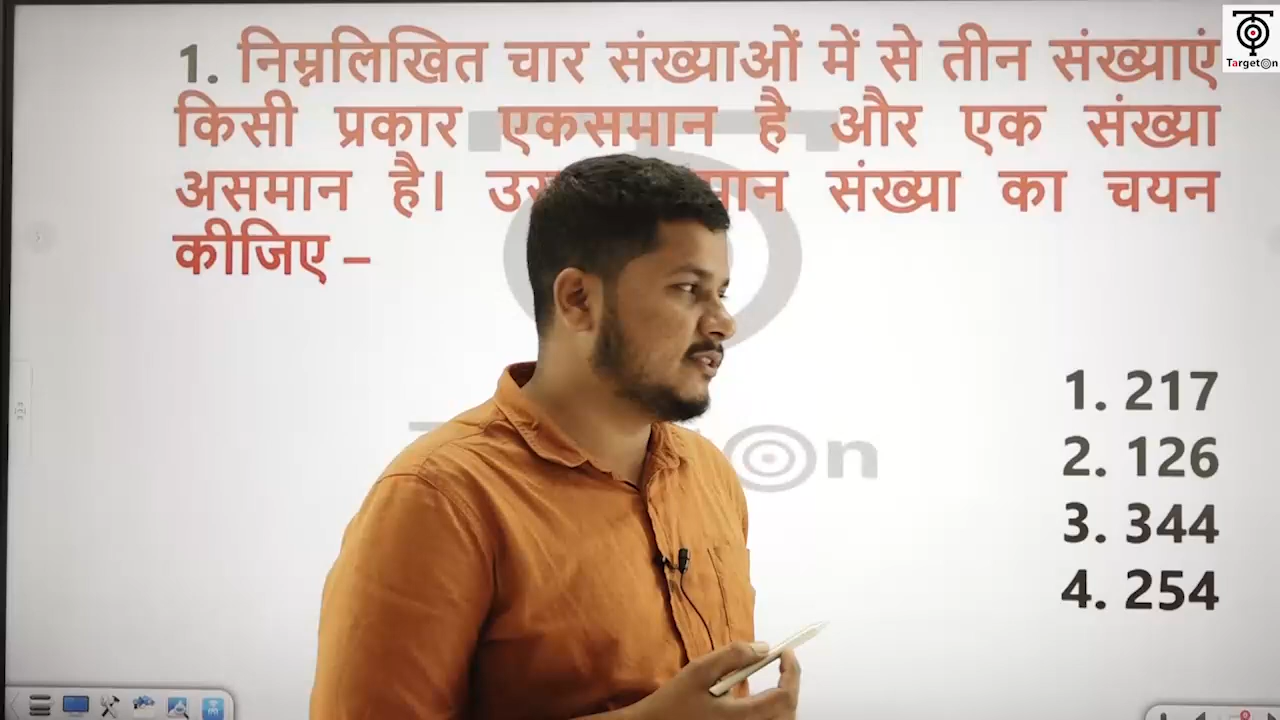 1. निम्नलिखित चार संख्याओं में से तीन संख्याएं
किसी प्रकार एकसमान है और एक संख्या
असमान है। संख्या का चयन
कीजिए –
1. 217
2. 126
3. 344
4. 254
Target